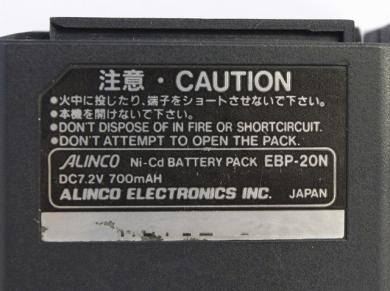 注意・CAUTION
●火中に投じたり、端子をショートさせないで下さい。
●本機を開けないで下さい。
●DON'T DISPOSE OF IN FIRE OR SHORTCIRCUIT.
●DON'T ATTEMPT TO OPEN THE PACK.
ALINCO Ni-Cd BATTERY PACK EBP-20N
DC7.2V 700mAH
ALINCO ELECTRONICS INC. JAPAN